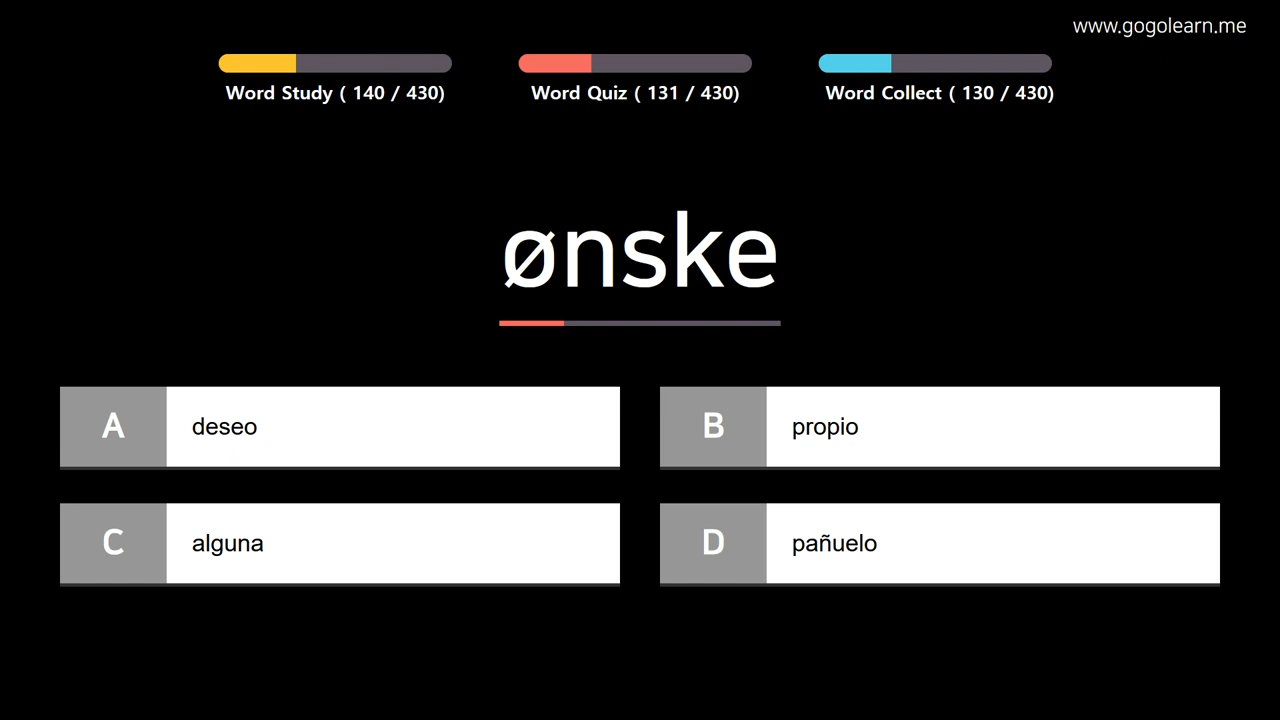 www.gogolearn.me
Word Study ( 140 / 430)
Word Quiz ( 131 / 430)
Word Collect ( 130 / 430)
ønske
A deseo
B propio
C alguna
D pañuelo